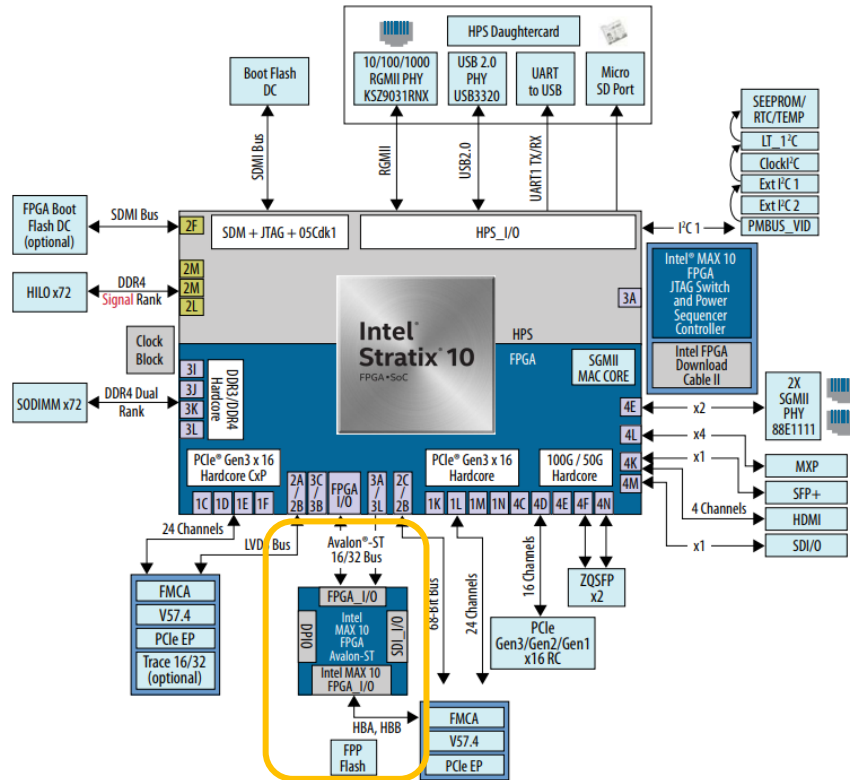 HPS Daughtercard
10/100/1000
RGMII PHY
KSZ9031RNX
USB 2.0
PHY
USB3320
UART
to USB
Micro
SD Port
Boot Flash
DC
SDMI Bus
RGMII
USB2.0
UART1 TX/RX
SEEPROM/
RTC/TEMP
LT_1²C
ClockI²C
Ext I²C 1
Ext I²C 2
PMBUS_VID
I²C 1
FPGA Boot
Flash DC
(optional)
SDMI Bus
2F
SDM + JTAG + 05Cdk1
HPS_I/O
HILO x72
DDR4
Signal Rank
2M
2M
2L
3A
Intel® MAX 10
FPGA
JTAG Switch
and Power
Sequencer
Controller
Intel FPGA
Download
Cable II
Clock
Block
Intel®
Stratix® 10
FPGA•SoC
HPS
FPGA
SGMII
MAC CORE
SODIMM x72
DDR4 Dual
Rank
3I
3J
3K
3L
DDR3/DDR4
Hardcore
4E
4L
4K
4M
x2
x4
x1
4 Channels
x1
2X
SGMII
PHY
88E1111
MXP
SFP+
HDMI
SDI/O
PCIe® Gen3 x 16
Hardcore CxP
PCIe® Gen3 x 16
Hardcore
100G / 50G
Hardcore
1C
1D
1E
1F
2A
/
2B
3C
/
3B
FPGA
I/O
3A
/
3L
2C
/
2B
1K
1L
1M
1N
4C
4D
4E
4F
4N
24 Channels
Bus
Avalon®-ST
16/32 Bus
68-Bit Bus
24 Channels
16 Channels
ZQSFP
x2
PCIe
Gen3/Gen2/Gen1
x16 RC
FMCA
V57.4
PCIe EP
Trace 16/32
(optional)
FPGA_I/O
DPIO
Intel
MAX 10
FPGA
Avalon-ST
I/O_IDS
Intel MAX 10
FPGA_I/O
HBA, HBB
FPP
Flash
FMCA
V57.4
PCIe EP